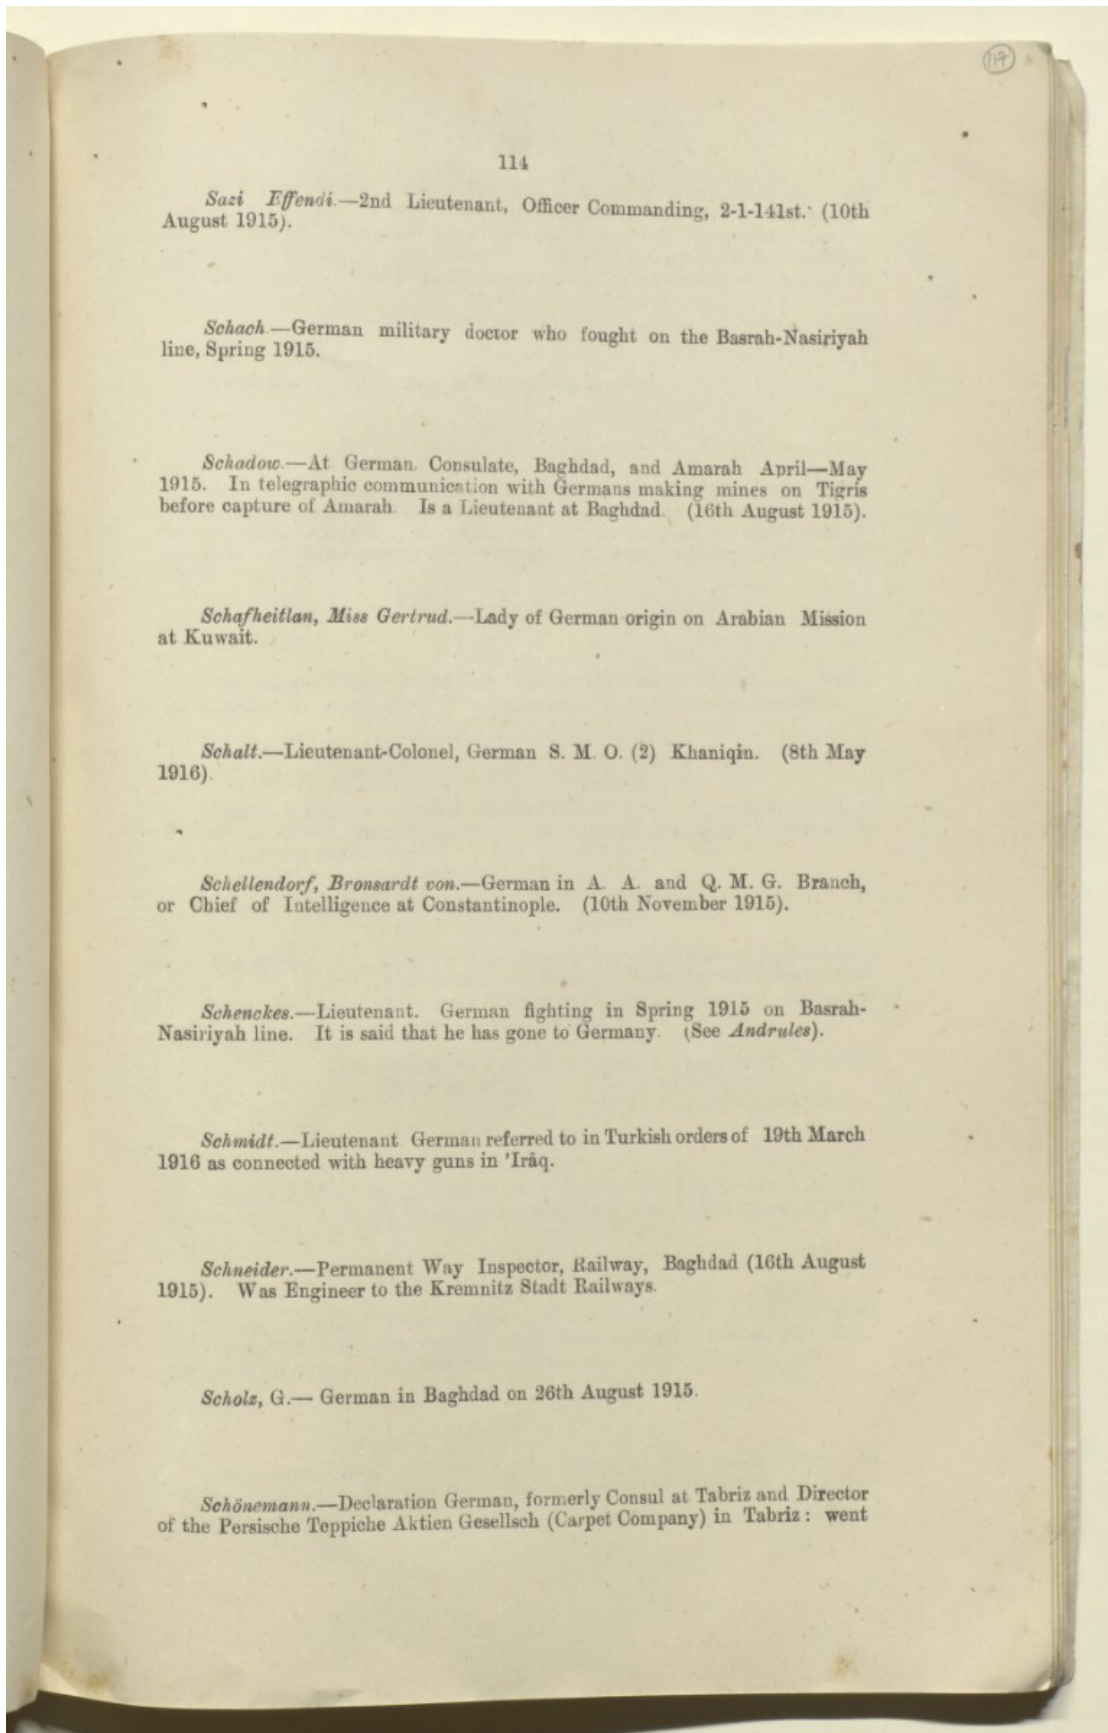 117
114
Sazi Effendi.—2nd Lieutenant, Officer Commanding, 2-1-141st. (10th
August 1915).
Schach.—German military doctor who fought on the Basrah-Nasiriyah
line, Spring 1915.
Schadow.—At German Consulate, Baghdad, and Amarah April—May
1915. In telegraphic communication with Germans making mines on Tigris
before capture of Amarah. Is a Lieutenant at Baghdad. (16th August 1915).
Schafheitlan, Miss Gertrud.—Lady of German origin on Arabian Mission
at Kuwait.
Schalt.—Lieutenant-Colonel, German S. M. O. (2) Khaniqin. (8th May
1916).
Schellendorf, Bronsardt von.—German in A. A. and Q. M. G. Branch,
or Chief of Intelligence at Constantinople. (10th November 1915).
Schenckes.—Lieutenant. German fighting in Spring 1915 on Basrah-
Nasiriyah line. It is said that he has gone to Germany. (See Andrules).
Schmidt.—Lieutenant German referred to in Turkish orders of 19th March
1916 as connected with heavy guns in 'Irāq.
Schneider.—Permanent Way Inspector, Railway, Baghdad (16th August
1915). Was Engineer to the Kremnitz Stadt Railways.
Scholz, G.— German in Baghdad on 26th August 1915.
Schönemann.—Declaration German, formerly Consul at Tabriz and Director
of the Persische Teppiche Aktien Gesellsch (Carpet Company) in Tabriz : went